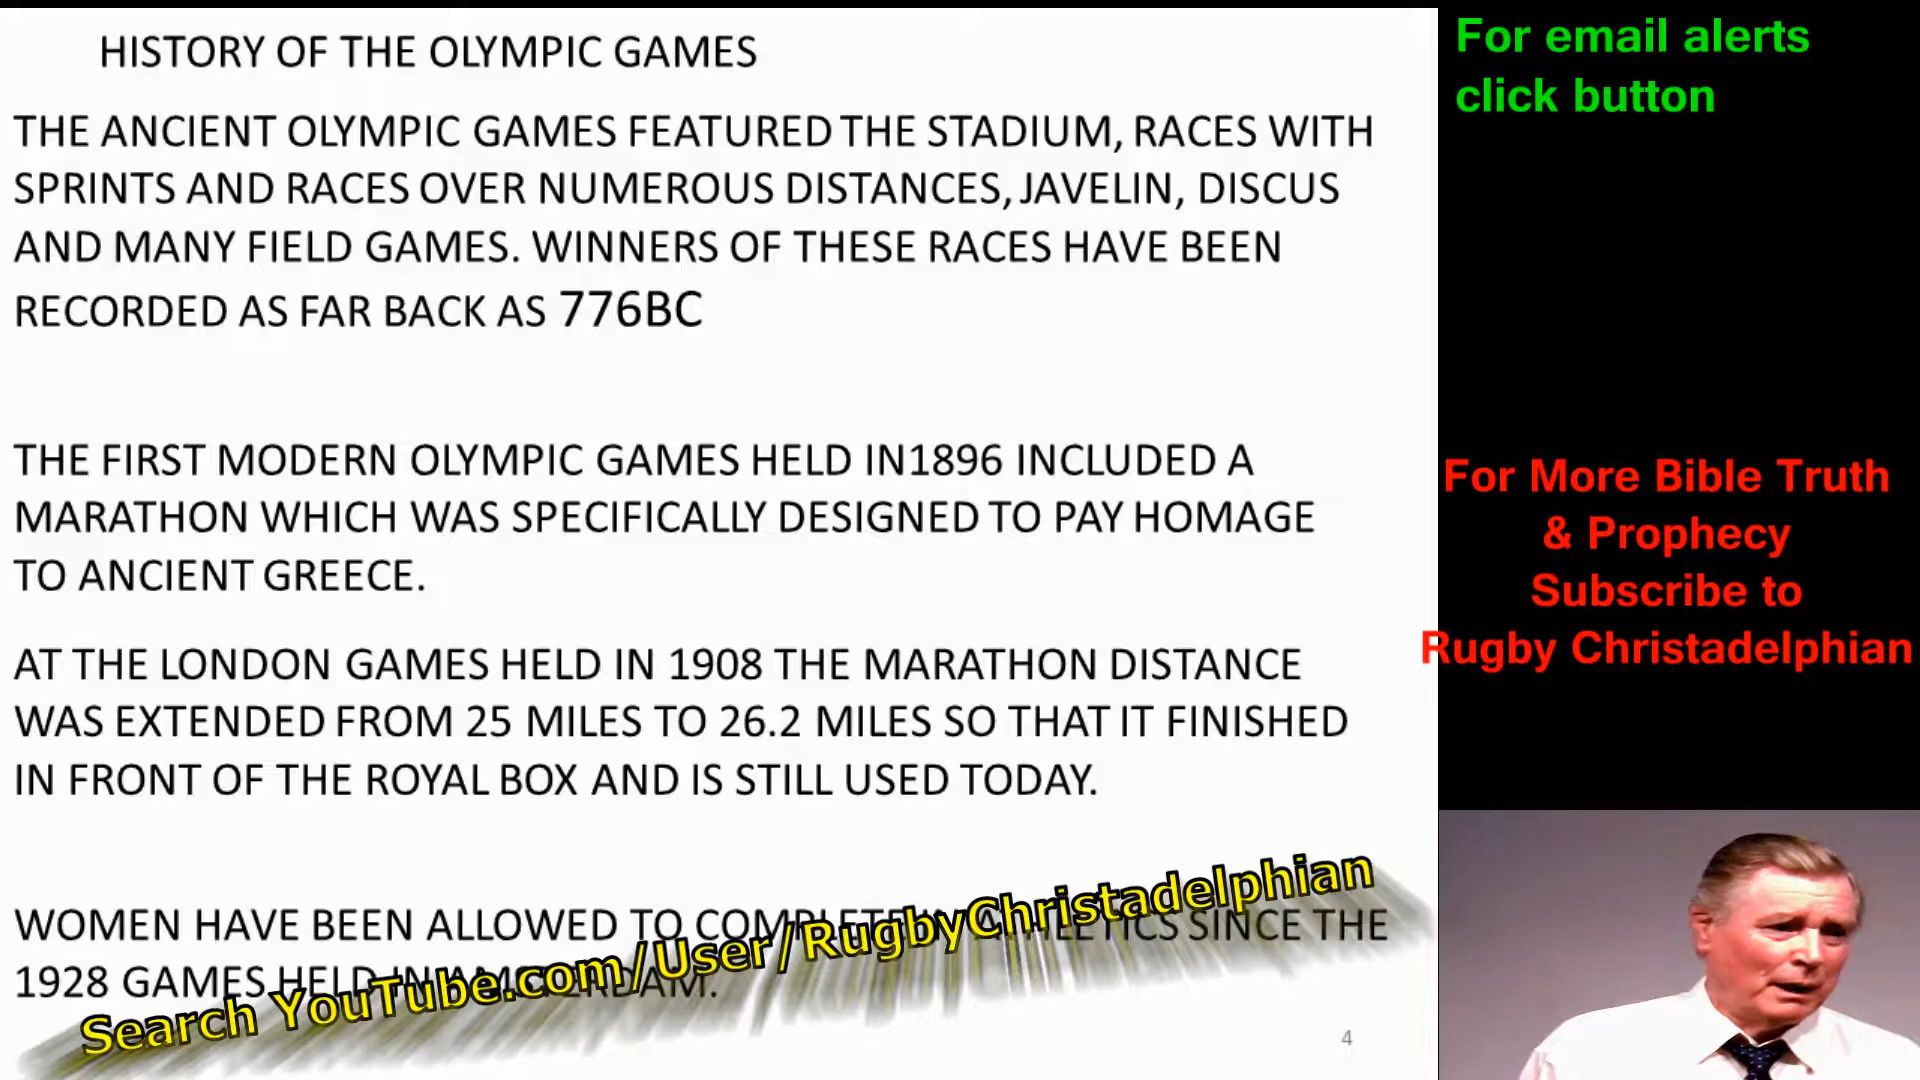 HISTORY OF THE OLYMPIC GAMES
THE ANCIENT OLYMPIC GAMES FEATURED THE STADIUM, RACES WITH
SPRINTS AND RACES OVER NUMEROUS DISTANCES, JAVELIN, DISCUS
AND MANY FIELD GAMES. WINNERS OF THESE RACES HAVE BEEN
RECORDED AS FAR BACK AS 776BC
THE FIRST MODERN OLYMPIC GAMES HELD IN1896 INCLUDED A
MARATHON WHICH WAS SPECIFICALLY DESIGNED TO PAY HOMAGE
TO ANCIENT GREECE.
AT THE LONDON GAMES HELD IN 1908 THE MARATHON DISTANCE
WAS EXTENDED FROM 25 MILES TO 26.2 MILES SO THAT IT FINISHED
IN FRONT OF THE ROYAL BOX AND IS STILL USED TODAY.
WOMEN HAVE BEEN ALLOWED TO COMPLETE IN ATHLETICS SINCE THE
1928 GAMES HELD IN AMSTERDAM.
Search YouTube.com/User/RugbyChristadelphian
4
For email alerts
click button
For More Bible Truth
& Prophecy
Subscribe to
Rugby Christadelphian